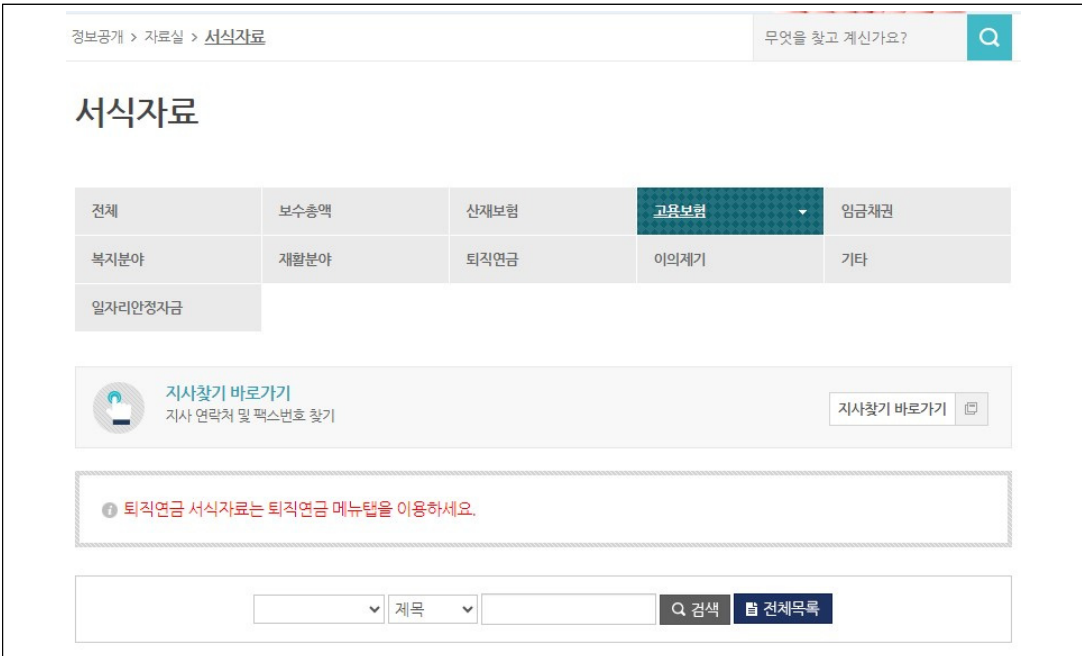 정보공개 > 자료실 > 서식자료
무엇을 찾고 계신가요?
서식자료
전체 보수총액 산재보험 고용보험 임금채권
복지분야 재활분야 퇴직연금 이의제기 기타
일자리안정자금
지사찾기 바로가기
지사 연락처 및 팩스번호 찾기
지사찾기 바로가기
퇴직연금 서식자료는 퇴직연금 메뉴탭을 이용하세요.
제목 검색 전체목록